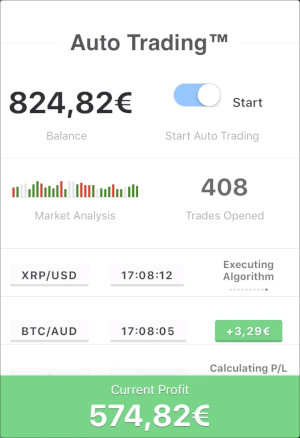 Auto Trading™
824,82€
Start
Balance
Start Auto Trading
408
Market Analysis
Trades Opened
XRP/USD
17:08:12
Executing
Algorithm
BTC/AUD
17:08:05
+3,29€
Calculating P/L
Current Profit
574,82€